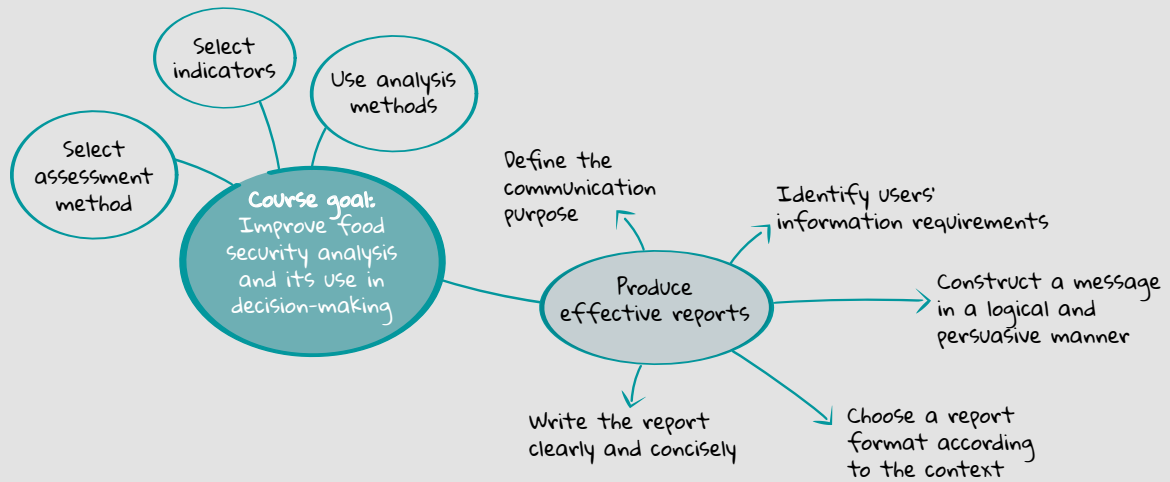 Select
indicators
Use analysis
methods
Select
assessment
method
Course goal:
Improve food
security analysis
and its use in
decision-making
Define the
communication
purpose
Identify users'
information requirements
Produce
effective reports
Construct a message
in a logical and
persuasive manner
Write the report
clearly and concisely
Choose a report
format according
to the context